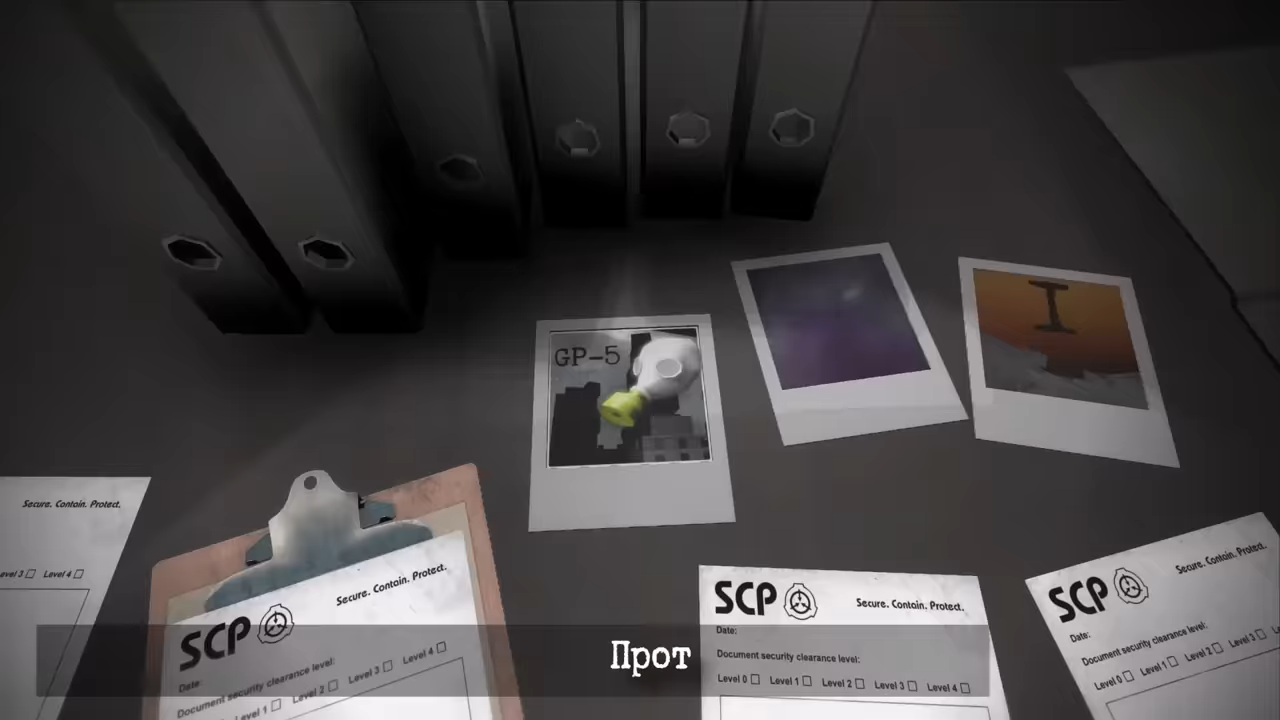 I
GP-5
Secure. Contain. Protect.
Level 3 Level 4
SCP
Secure. Contain. Protect.
Date:
Document security clearance level:
Level 1 Level 2 Level 3 Level 4
SCP
Secure. Contain. Protect.
Date:
Document security clearance level:
Level 0 Level 1 Level 2 Level 3 Level 4
SCP
Secure. Contain. Protect.
Date:
Document security clearance level:
Level 0 Level 1 Level 2 Level 3
Прот